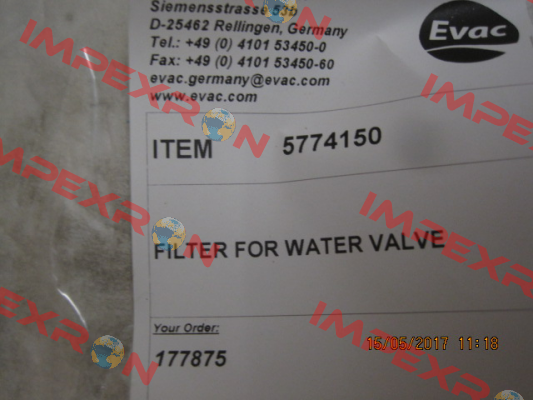 Siemensstrasse 53b
D-25462 Rellingen, Germany
Tel.: +49 (0) 4101 53450-0
Fax: +49 (0) 4101 53450-60
evac.germany@evac.com
www.evac.com
Evac
ITEM 5774150
FILTER FOR WATER VALVE
Your Order:
177875
15/05/2017 11:18
IMPEXRON
IMPEXRON
IMPEXRON
IMPEXRON
IMPEXRON